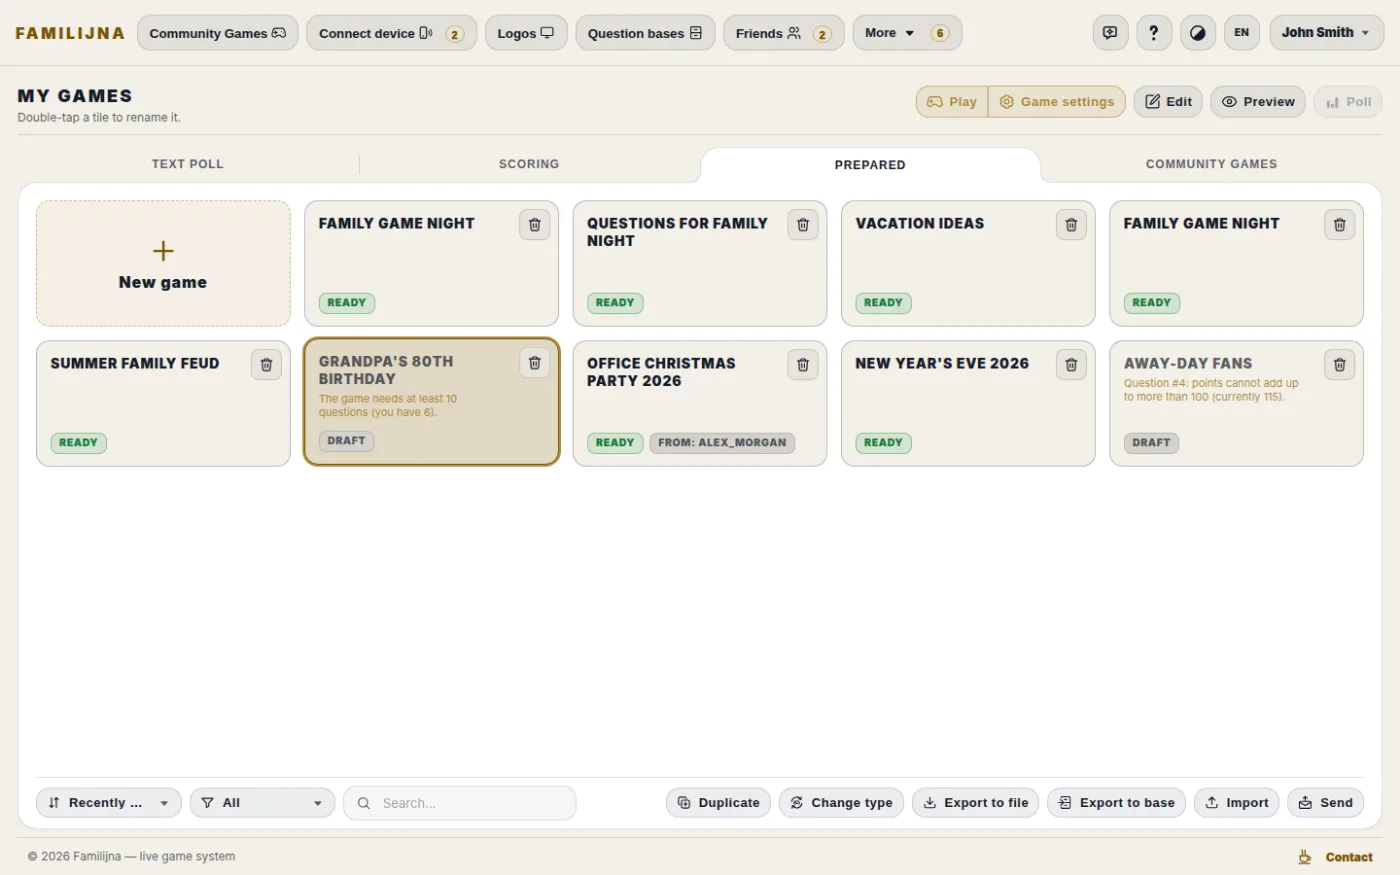 FAMILIJNA
Community Games
Connect device 2
Logos
Question bases
Friends 2
More 6
?
EN
John Smith
MY GAMES
Double-tap a tile to rename it.
Play
Game settings
Edit
Preview
Poll
TEXT POLL
SCORING
PREPARED
COMMUNITY GAMES
New game
FAMILY GAME NIGHT
READY
QUESTIONS FOR FAMILY
NIGHT
READY
VACATION IDEAS
READY
FAMILY GAME NIGHT
READY
SUMMER FAMILY FEUD
READY
GRANDPA'S 80TH
BIRTHDAY
The game needs at least 10
questions (you have 6).
DRAFT
OFFICE CHRISTMAS
PARTY 2026
READY
FROM: ALEX_MORGAN
NEW YEAR'S EVE 2026
READY
AWAY-DAY FANS
Question #4: points cannot add up
to more than 100 (currently 115).
DRAFT
Recently ...
All
Search...
Duplicate
Change type
Export to file
Export to base
Import
Send
© 2026 Familijna — live game system
Contact